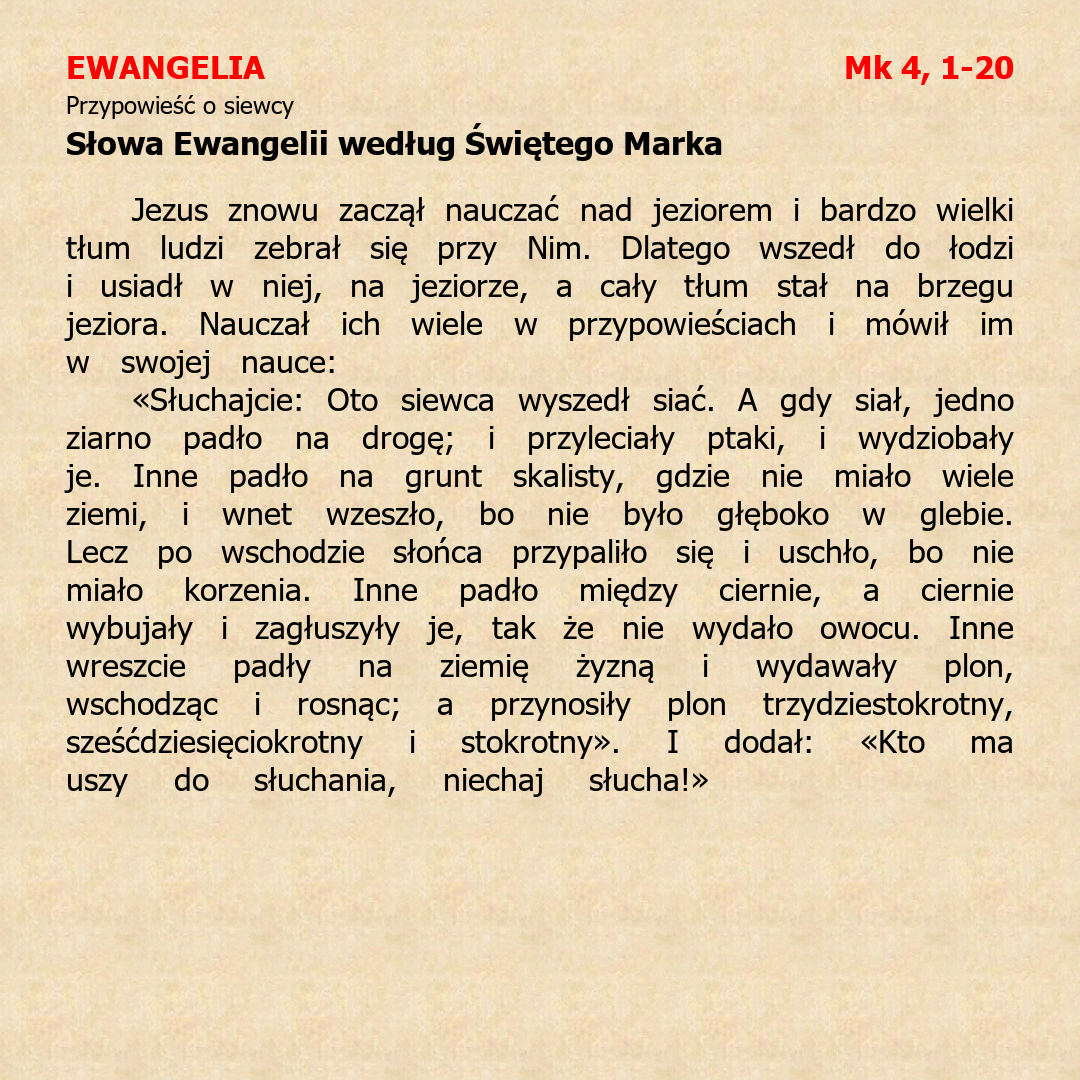 EWANGELIA Mk 4, 1-20
Przypowieść o siewcy
Słowa Ewangelii według Świętego Marka
Jezus znowu zaczął nauczać nad jeziorem i bardzo wielki
tłum ludzi zebrał się przy Nim. Dlatego wszedł do łodzi
i usiadł w niej, na jeziorze, a cały tłum stał na brzegu
jeziora. Nauczał ich wiele w przypowieściach i mówił im
w swojej nauce:
«Słuchajcie: Oto siewca wyszedł siać. A gdy siał, jedno
ziarno padło na drogę; i przyleciały ptaki, i wydziobały
je. Inne padło na grunt skalisty, gdzie nie miało wiele
ziemi, i wnet wzeszło, bo nie było głęboko w glebie.
Lecz po wschodzie słońca przypaliło się i uschło, bo nie
miało korzenia. Inne padło między ciernie, a ciernie
wybujały i zagłuszyły je, tak że nie wydało owocu. Inne
wreszcie padły na ziemię żyzną i wydawały plon,
wschodząc i rosnąc; a przynosiły plon trzydziestokrotny,
sześćdziesięciokrotny i stokrotny». I dodał: «Kto ma
uszy do słuchania, niechaj słucha!»